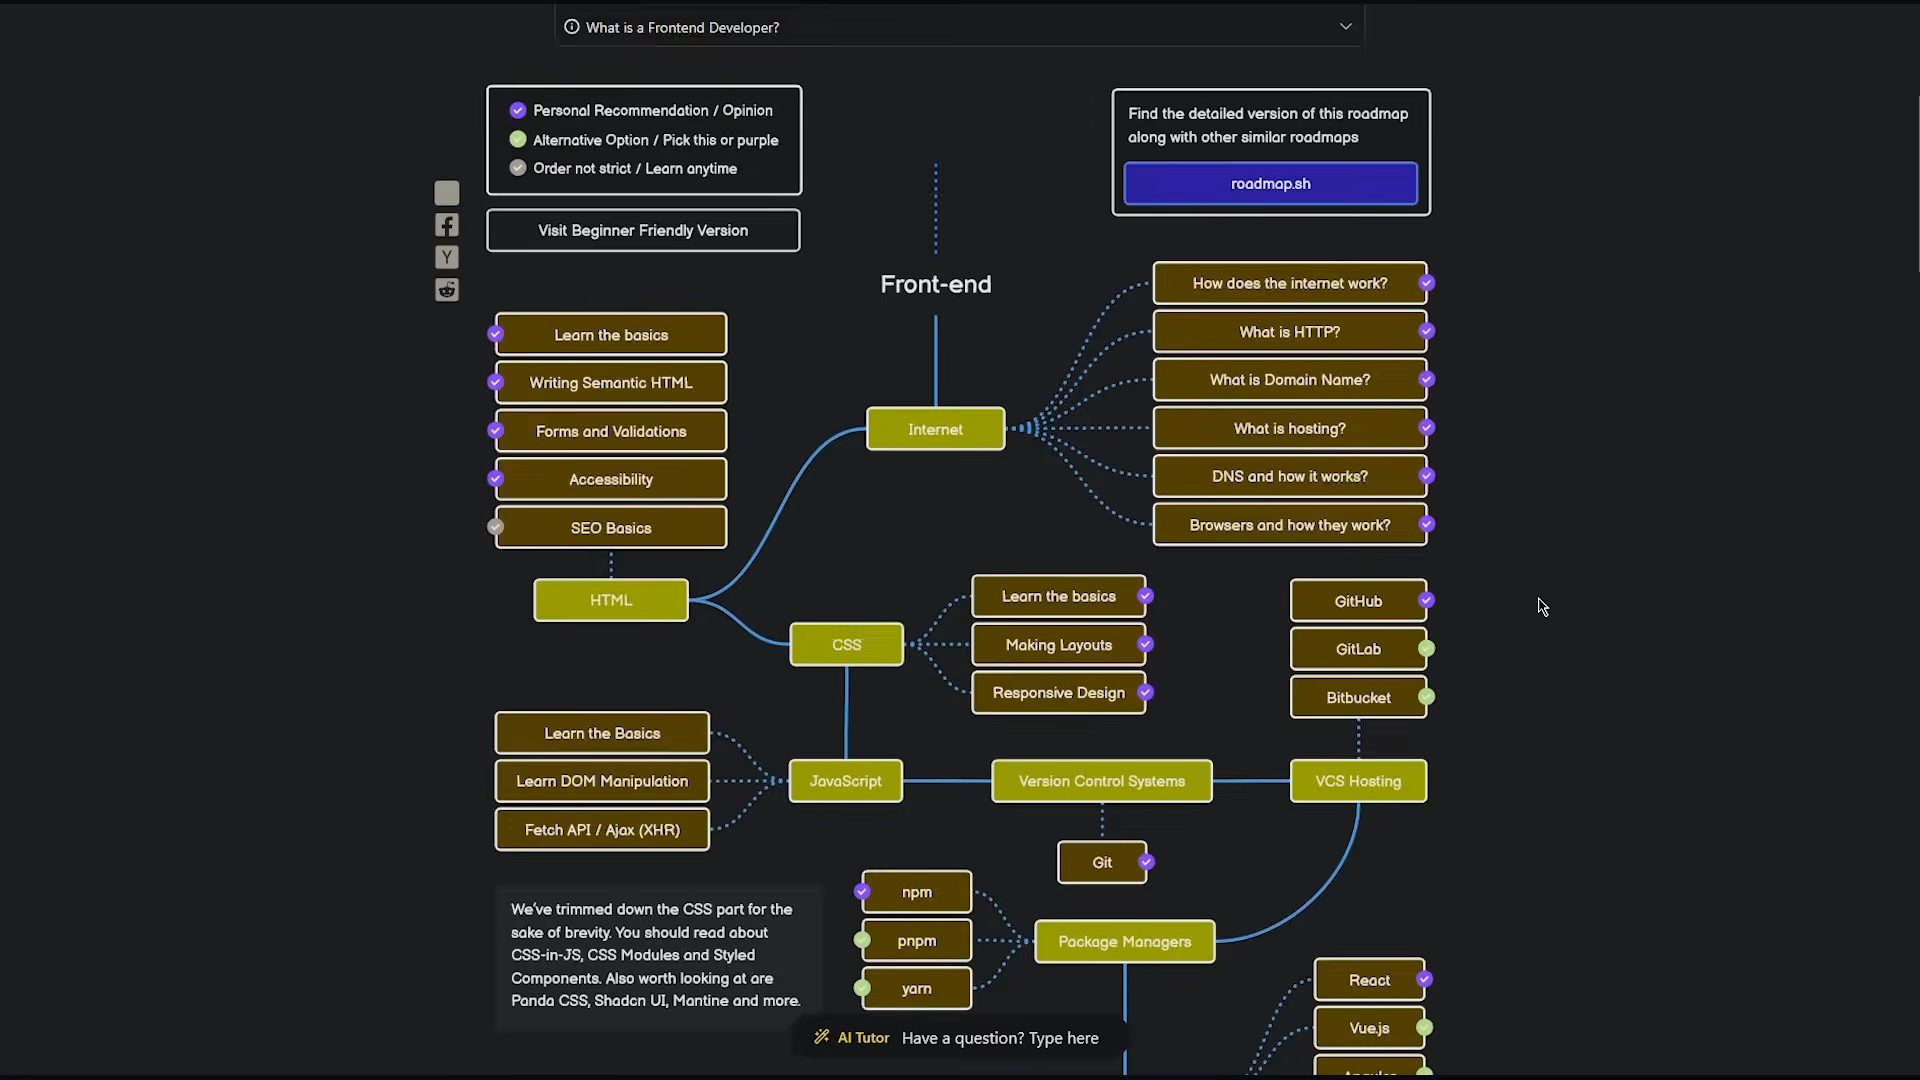 What is a Frontend Developer?
Personal Recommendation / Opinion
Alternative Option / Pick this or purple
Order not strict / Learn anytime
Visit Beginner Friendly Version
Find the detailed version of this roadmap
along with other similar roadmaps
roadmap.sh
Y
Front-end
How does the internet work?
What is HTTP?
What is Domain Name?
What is hosting?
DNS and how it works?
Browsers and how they work?
Internet
Learn the basics
Writing Semantic HTML
Forms and Validations
Accessibility
SEO Basics
HTML
CSS
Learn the basics
Making Layouts
Responsive Design
GitHub
GitLab
Bitbucket
Learn the Basics
Learn DOM Manipulation
Fetch API / Ajax (XHR)
JavaScript
Version Control Systems
VCS Hosting
Git
npm
pnpm
yarn
Package Managers
We've trimmed down the CSS part for the
sake of brevity. You should read about
CSS-in-JS, CSS Modules and Styled
Components. Also worth looking at are
Panda CSS, Shadcn UI, Mantine and more.
React
Vue.js
AI Tutor Have a question? Type here